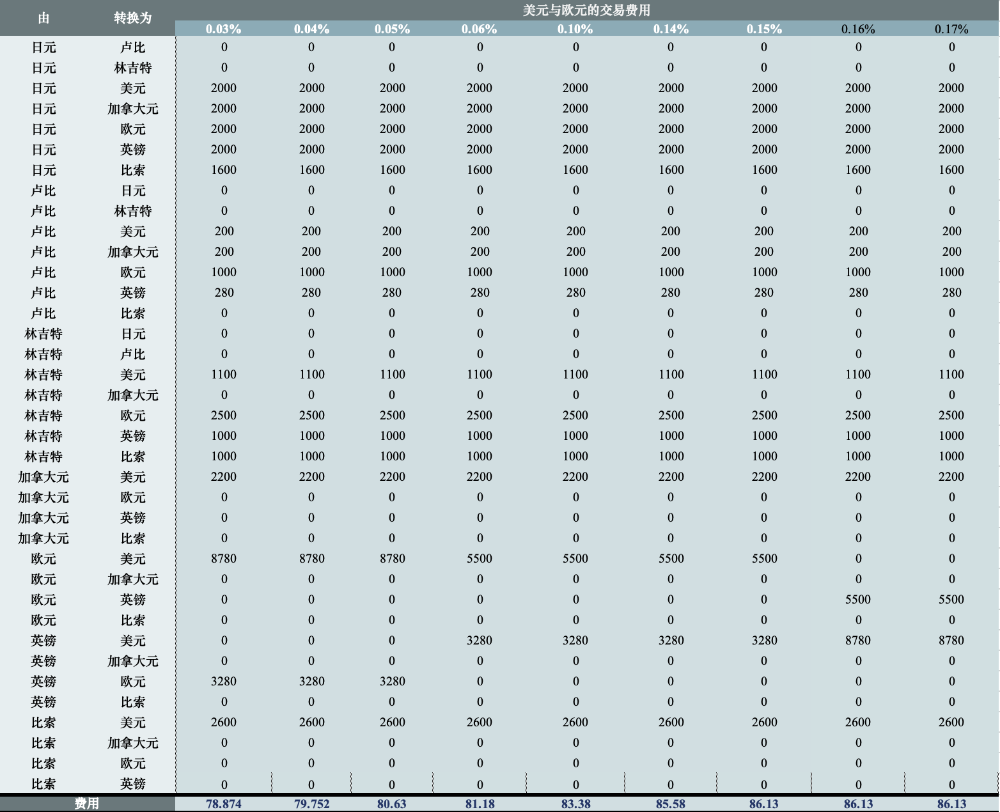 由 转换为 美元与欧元的交易费用
0.03% 0.04% 0.05% 0.06% 0.10% 0.14% 0.15% 0.16% 0.17%
日元 卢比 0 0 0 0 0 0 0 0 0
日元 林吉特 0 0 0 0 0 0 0 0 0
日元 美元 2000 2000 2000 2000 2000 2000 2000 2000 2000
日元 加拿大元 2000 2000 2000 2000 2000 2000 2000 2000 2000
日元 欧元 2000 2000 2000 2000 2000 2000 2000 2000 2000
日元 英镑 2000 2000 2000 2000 2000 2000 2000 2000 2000
日元 比索 1600 1600 1600 1600 1600 1600 1600 1600 1600
卢比 日元 0 0 0 0 0 0 0 0 0
卢比 林吉特 0 0 0 0 0 0 0 0 0
卢比 美元 200 200 200 200 200 200 200 200 200
卢比 加拿大元 200 200 200 200 200 200 200 200 200
卢比 欧元 1000 1000 1000 1000 1000 1000 1000 1000 1000
卢比 英镑 280 280 280 280 280 280 280 280 280
卢比 比索 0 0 0 0 0 0 0 0 0
林吉特 日元 0 0 0 0 0 0 0 0 0
林吉特 卢比 0 0 0 0 0 0 0 0 0
林吉特 美元 1100 1100 1100 1100 1100 1100 1100 1100 1100
林吉特 加拿大元 0 0 0 0 0 0 0 0 0
林吉特 欧元 2500 2500 2500 2500 2500 2500 2500 2500 2500
林吉特 英镑 1000 1000 1000 1000 1000 1000 1000 1000 1000
林吉特 比索 1000 1000 1000 1000 1000 1000 1000 1000 1000
加拿大元 美元 2200 2200 2200 2200 2200 2200 2200 2200 2200
加拿大元 欧元 0 0 0 0 0 0 0 0 0
加拿大元 英镑 0 0 0 0 0 0 0 0 0
加拿大元 比索 0 0 0 0 0 0 0 0 0
欧元 美元 8780 8780 8780 5500 5500 5500 5500 0 0
欧元 加拿大元 0 0 0 0 0 0 0 0 0
欧元 英镑 0 0 0 0 0 0 0 5500 5500
欧元 比索 0 0 0 0 0 0 0 0 0
英镑 美元 0 0 0 3280 3280 3280 3280 8780 8780
英镑 加拿大元 0 0 0 0 0 0 0 0 0
英镑 欧元 3280 3280 3280 0 0 0 0 0 0
英镑 比索 0 0 0 0 0 0 0 0 0
比索 美元 2600 2600 2600 2600 2600 2600 2600 2600 2600
比索 加拿大元 0 0 0 0 0 0 0 0 0
比索 欧元 0 0 0 0 0 0 0 0 0
比索 英镑 0 0 0 0 0 0 0 0 0
费用 78.874 79.752 80.63 81.18 83.38 85.58 86.13 86.13 86.13